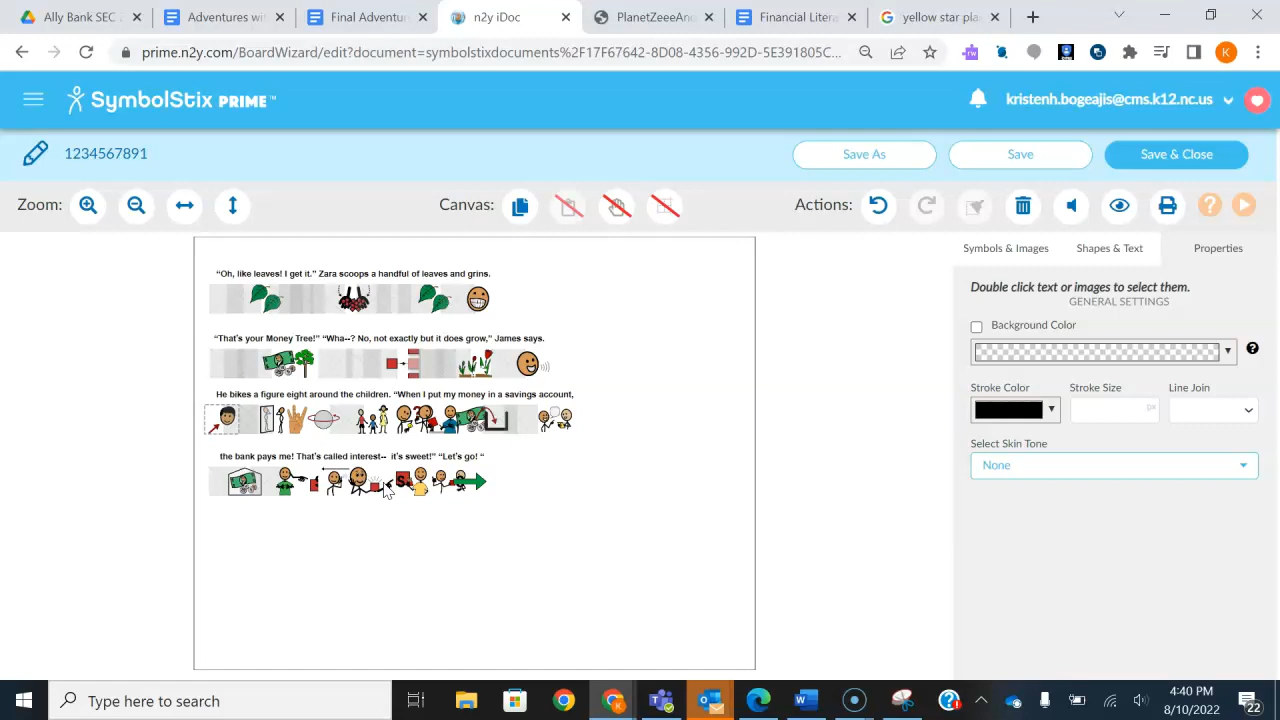 Ally Bank SEC
Adventures wi
Final Adventur
n2y iDoc
PlanetZeeeAn
Financial Litera
yellow star pla
prime.n2y.com/BoardWizard/edit?document=symbolstixdocuments%2F17F67642-8D08-4356-992D-5E391805C...
rw
K
SymbolStix PRIME™
kristenh.bogeajis@cms.k12.nc.us
1234567891
Save As
Save
Save & Close
Zoom:
Canvas:
Actions:
Symbols & Images
Shapes & Text
Properties
Double click text or images to select them.
GENERAL SETTINGS
Background Color
Stroke Color
Stroke Size
Line Join
px
Select Skin Tone
None
“Oh, like leaves! I get it.” Zara scoops a handful of leaves and grins.
“That’s your Money Tree!” “Wha--? No, not exactly but it does grow,” James says.
He bikes a figure eight around the children. “When I put my money in a savings account,
the bank pays me! That’s called interest-- it’s sweet!” “Let’s go! “
Type here to search
4:40 PM
8/10/2022
22